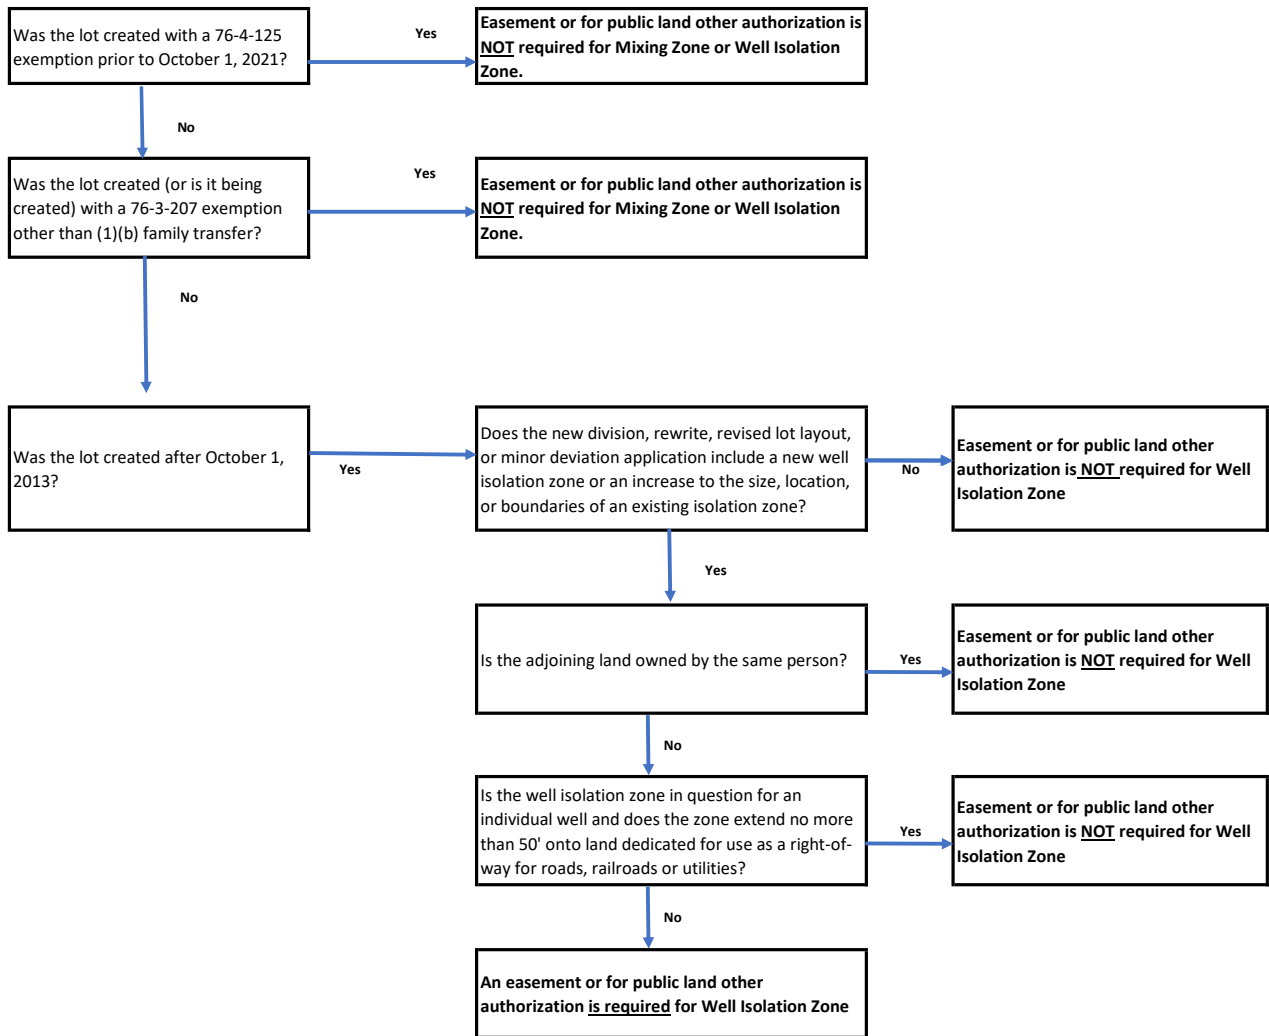 Was the lot created with a 76-4-125
exemption prior to October 1, 2021?
Yes
Easement or for public land other authorization is
NOT required for Mixing Zone or Well Isolation
Zone.
No
Was the lot created (or is it being
created) with a 76-3-207 exemption
other than (1)(b) family transfer?
Yes
Easement or for public land other authorization is
NOT required for Mixing Zone or Well Isolation
Zone.
No
Was the lot created after October 1,
2013?
Yes
Does the new division, rewrite, revised lot layout,
or minor deviation application include a new well
isolation zone or an increase to the size, location,
or boundaries of an existing isolation zone?
No
Easement or for public land other
authorization is NOT required for Well
Isolation Zone
Yes
Is the adjoining land owned by the same person?
Yes
Easement or for public land other
authorization is NOT required for Well
Isolation Zone
No
Is the well isolation zone in question for an
individual well and does the zone extend no more
than 50' onto land dedicated for use as a right-of-
way for roads, railroads or utilities?
Yes
Easement or for public land other
authorization is NOT required for Well
Isolation Zone
No
An easement or for public land other
authorization is required for Well Isolation Zone